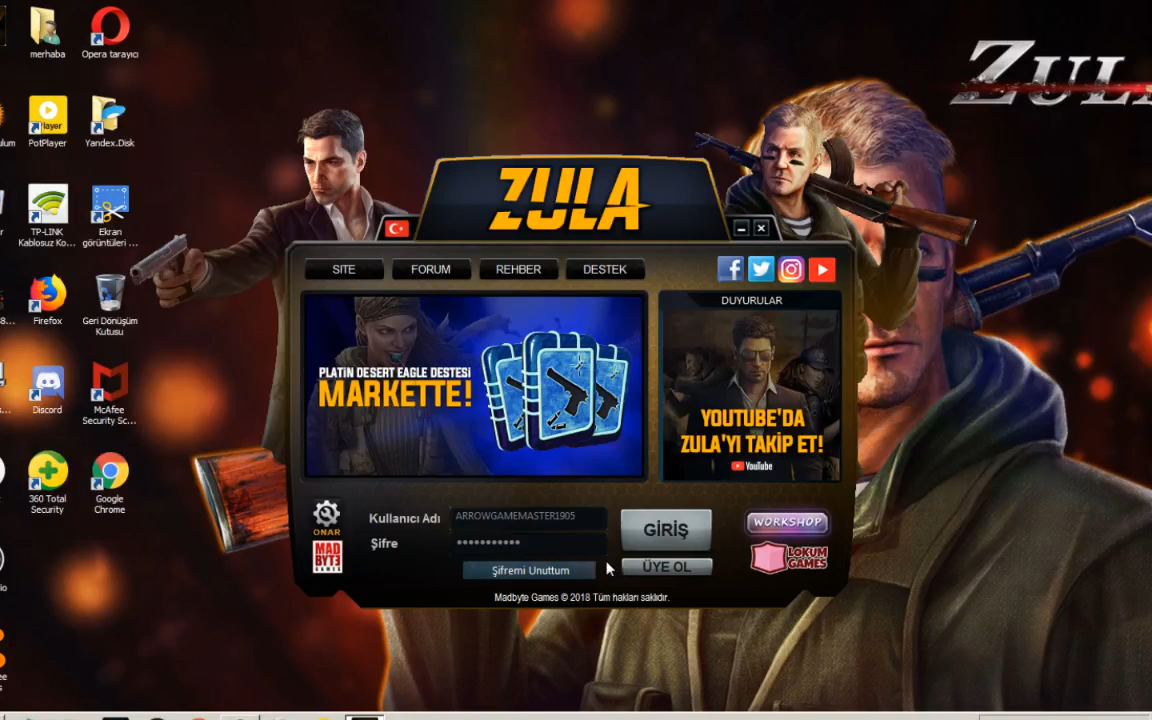 merhaba
Opera tarayıcı
ZUL
PotPlayer
Yandex.Disk
TP-LINK
Kablosuz Ko...
Ekran
görüntüleri ...
Firefox
Geri Dönüşüm
Kutusu
Discord
McAfee
Security Sc...
360 Total
Security
Google
Chrome
ZULA
SITE
FORUM
REHBER
DESTEK
PLATİN DESERT EAGLE DESTESİ
MARKETTE!
DUYURULAR
YOUTUBE'DA
ZULA'YI TAKİP ET!
YouTube
ONAR
MAD
BYTE
GAMES
Kullanıcı Adı
ARROWGAMEMASTER1905
Şifre
Şifremi Unuttum
GİRİŞ
ÜYE OL
WORKSHOP
LOKUM
GAMES
Madbyte Games © 2018 Tüm hakları saklıdır.